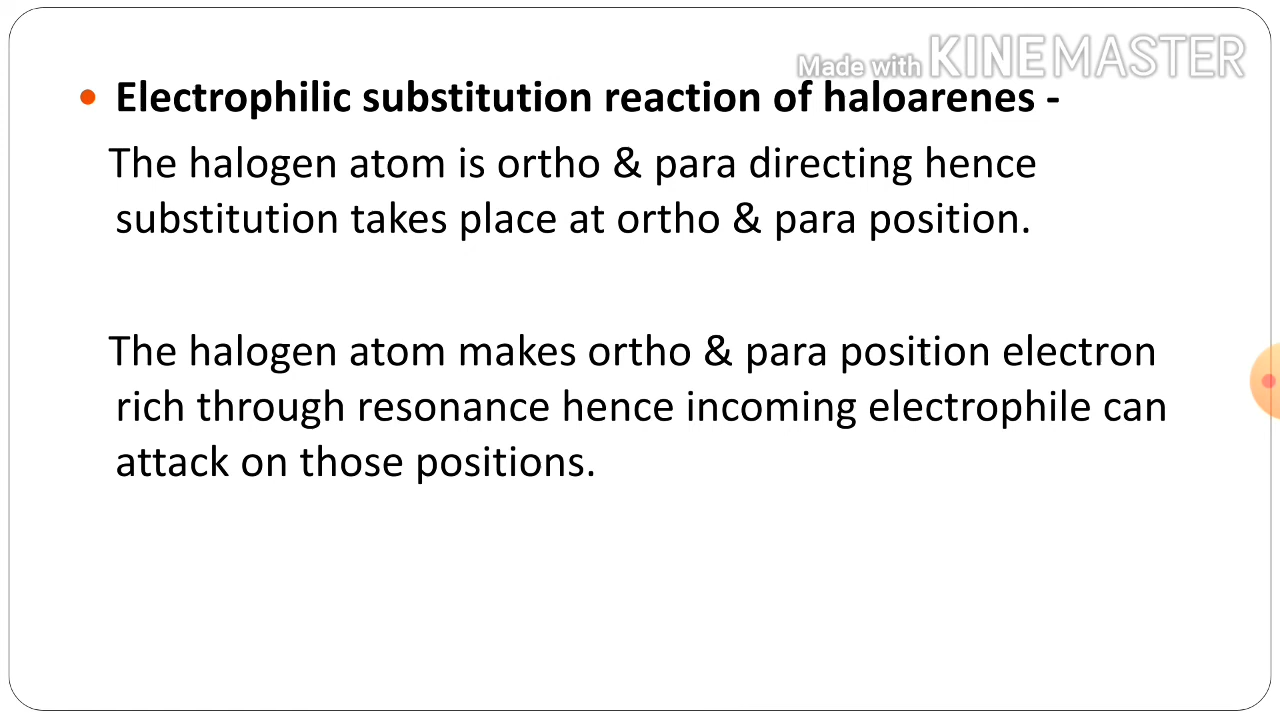 Made with KINEMASTER
• Electrophilic substitution reaction of haloarenes -
The halogen atom is ortho & para directing hence
substitution takes place at ortho & para position.
The halogen atom makes ortho & para position electron
rich through resonance hence incoming electrophile can
attack on those positions.